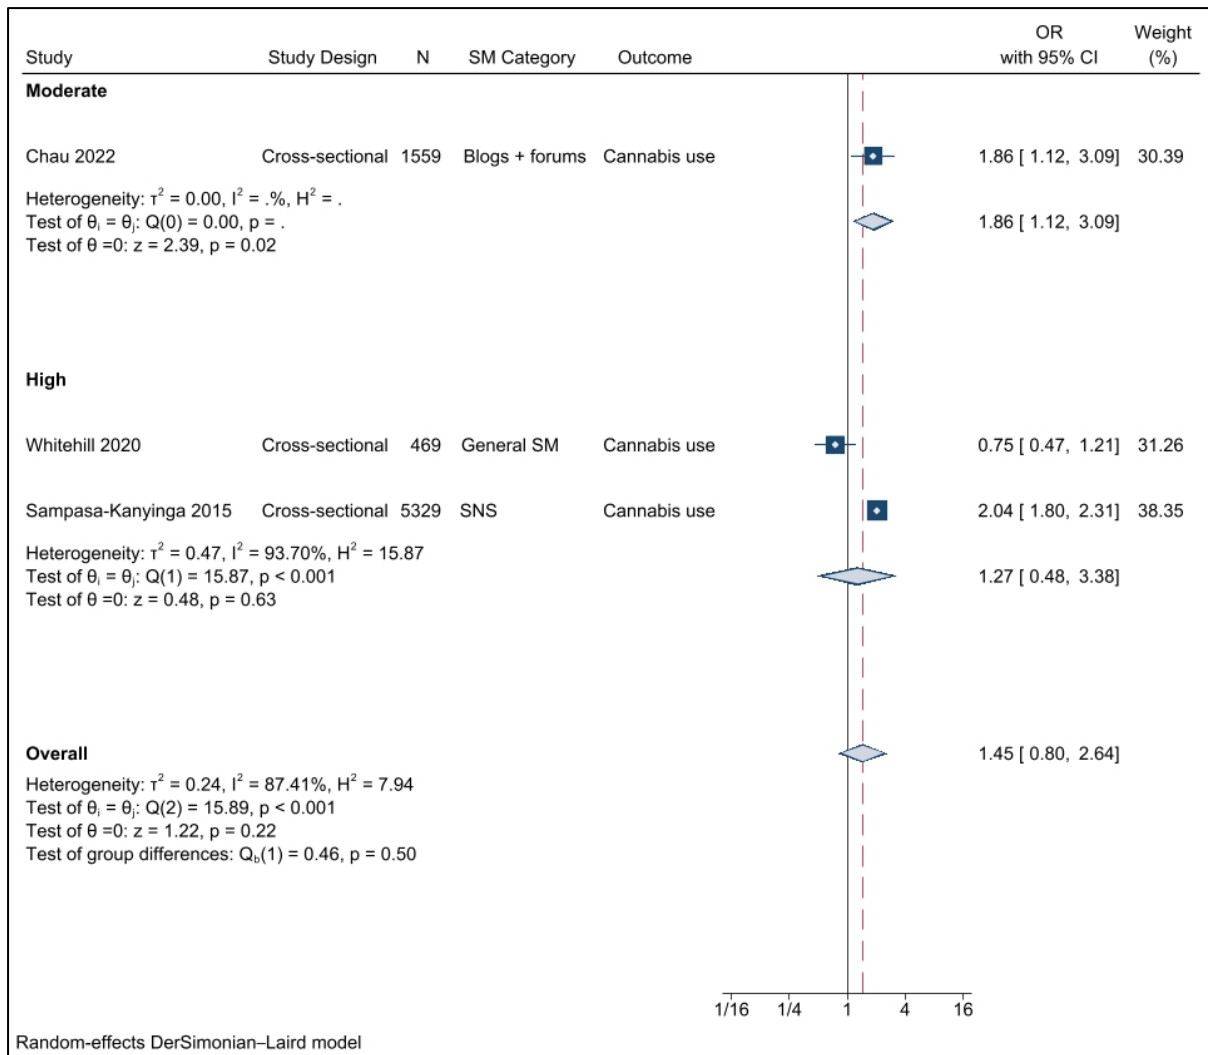 OR Weight
Study Study Design N SM Category Outcome with 95% CI (%)
Moderate
Chau 2022 Cross-sectional 1559 Blogs + forums Cannabis use 1.86 [ 1.12, 3.09] 30.39
Heterogeneity: τ² = 0.00, I² = .%, H² = .
Test of θᵢ = θⱼ: Q(0) = 0.00, p = . 1.86 [ 1.12, 3.09]
Test of θ =0: z = 2.39, p = 0.02
High
Whitehill 2020 Cross-sectional 469 General SM Cannabis use 0.75 [ 0.47, 1.21] 31.26
Sampasa-Kanyinga 2015 Cross-sectional 5329 SNS Cannabis use 2.04 [ 1.80, 2.31] 38.35
Heterogeneity: τ² = 0.47, I² = 93.70%, H² = 15.87
Test of θᵢ = θⱼ: Q(1) = 15.87, p < 0.001 1.27 [ 0.48, 3.38]
Test of θ =0: z = 0.48, p = 0.63
Overall 1.45 [ 0.80, 2.64]
Heterogeneity: τ² = 0.24, I² = 87.41%, H² = 7.94
Test of θᵢ = θⱼ: Q(2) = 15.89, p < 0.001
Test of θ =0: z = 1.22, p = 0.22
Test of group differences: Q_b(1) = 0.46, p = 0.50
1/16 1/4 1 4 16
Random-effects DerSimonian–Laird model